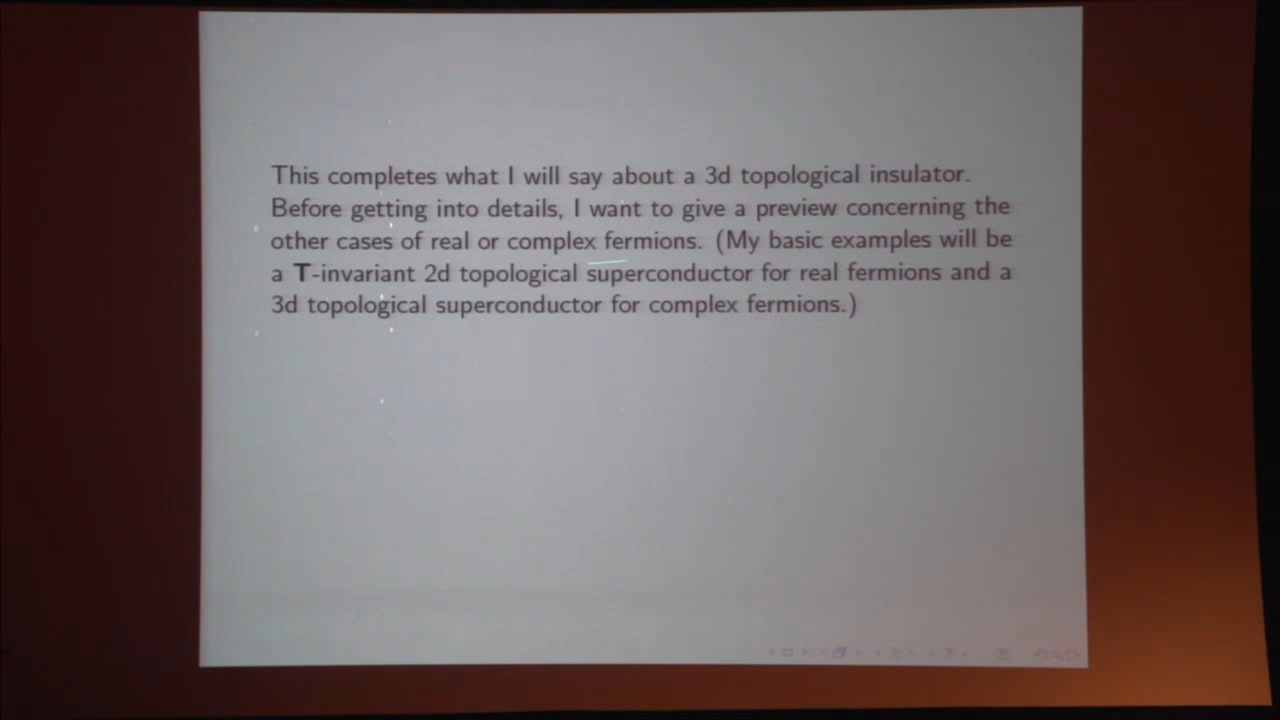 This completes what I will say about a 3d topological insulator.
Before getting into details, I want to give a preview concerning the
other cases of real or complex fermions. (My basic examples will be
a T-invariant 2d topological superconductor for real fermions and a
3d topological superconductor for complex fermions.)